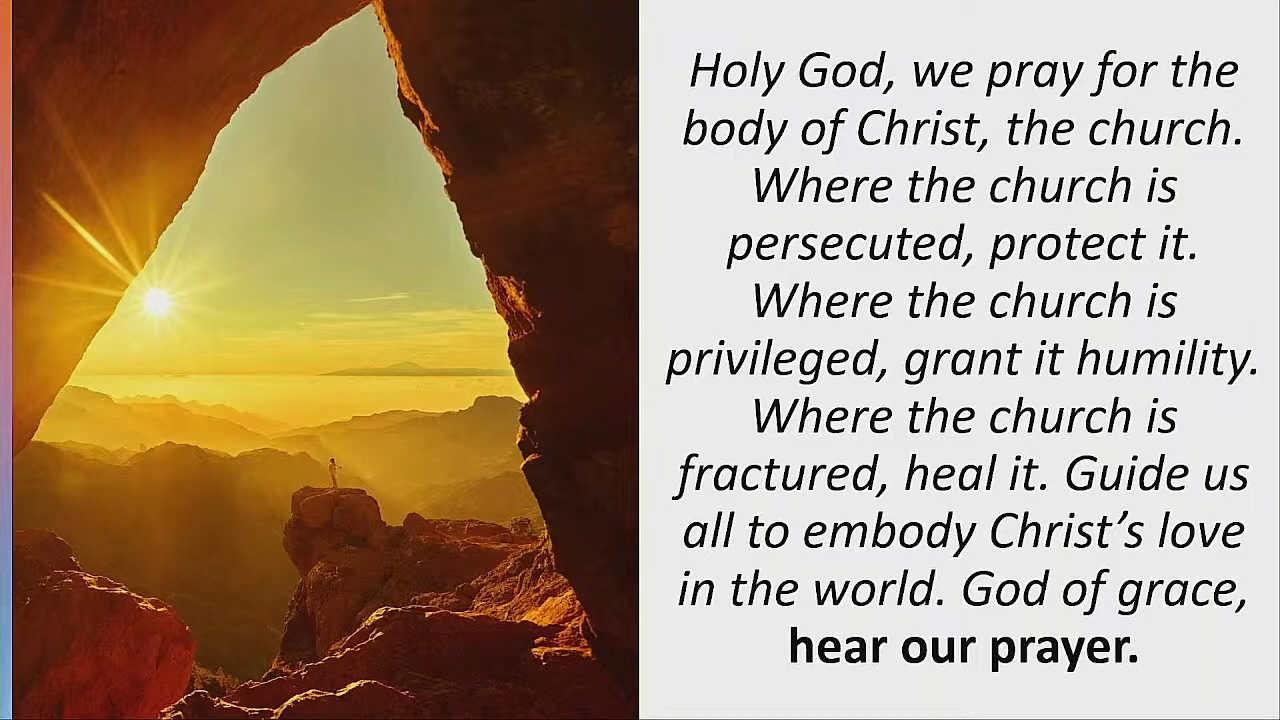 Holy God, we pray for the
body of Christ, the church.
Where the church is
persecuted, protect it.
Where the church is
privileged, grant it humility.
Where the church is
fractured, heal it. Guide us
all to embody Christ’s love
in the world. God of grace,
hear our prayer.